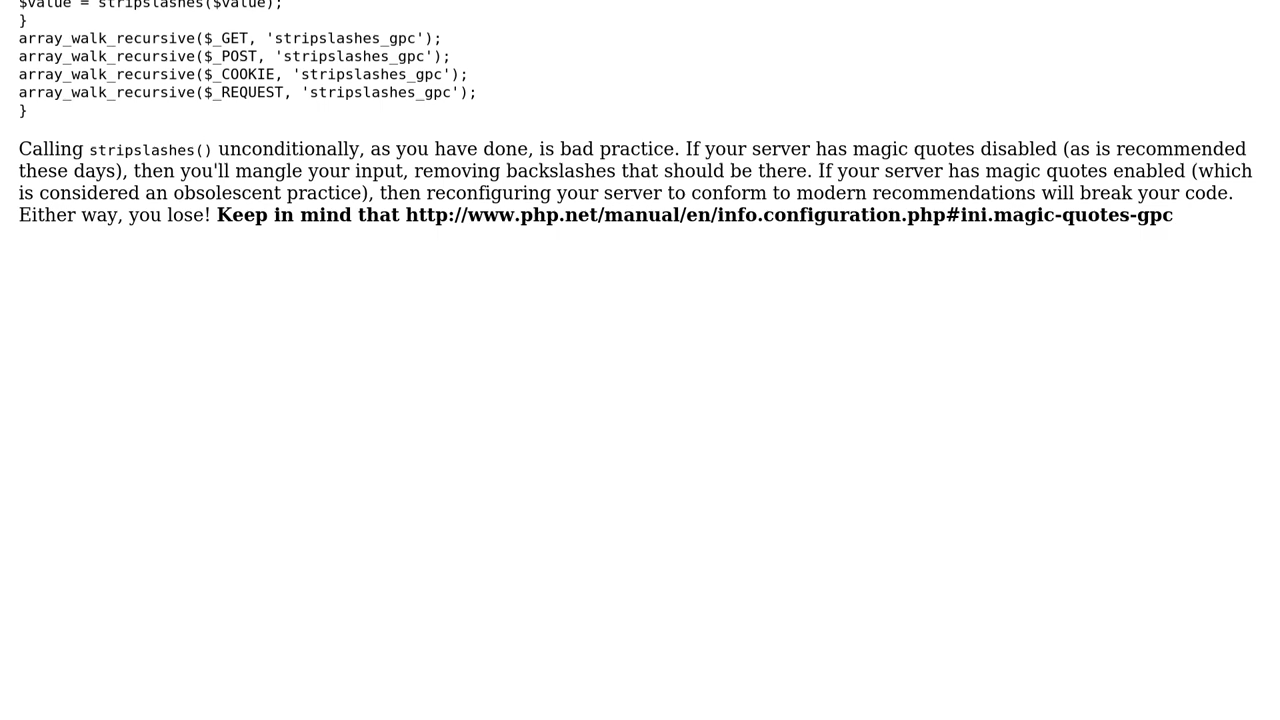 $value = stripslashes($value);
}
array_walk_recursive($_GET, 'stripslashes_gpc');
array_walk_recursive($_POST, 'stripslashes_gpc');
array_walk_recursive($_COOKIE, 'stripslashes_gpc');
array_walk_recursive($_REQUEST, 'stripslashes_gpc');
}
Calling stripslashes() unconditionally, as you have done, is bad practice. If your server has magic quotes disabled (as is recommended
these days), then you'll mangle your input, removing backslashes that should be there. If your server has magic quotes enabled (which
is considered an obsolescent practice), then reconfiguring your server to conform to modern recommendations will break your code.
Either way, you lose! Keep in mind that http://www.php.net/manual/en/info.configuration.php#ini.magic-quotes-gpc